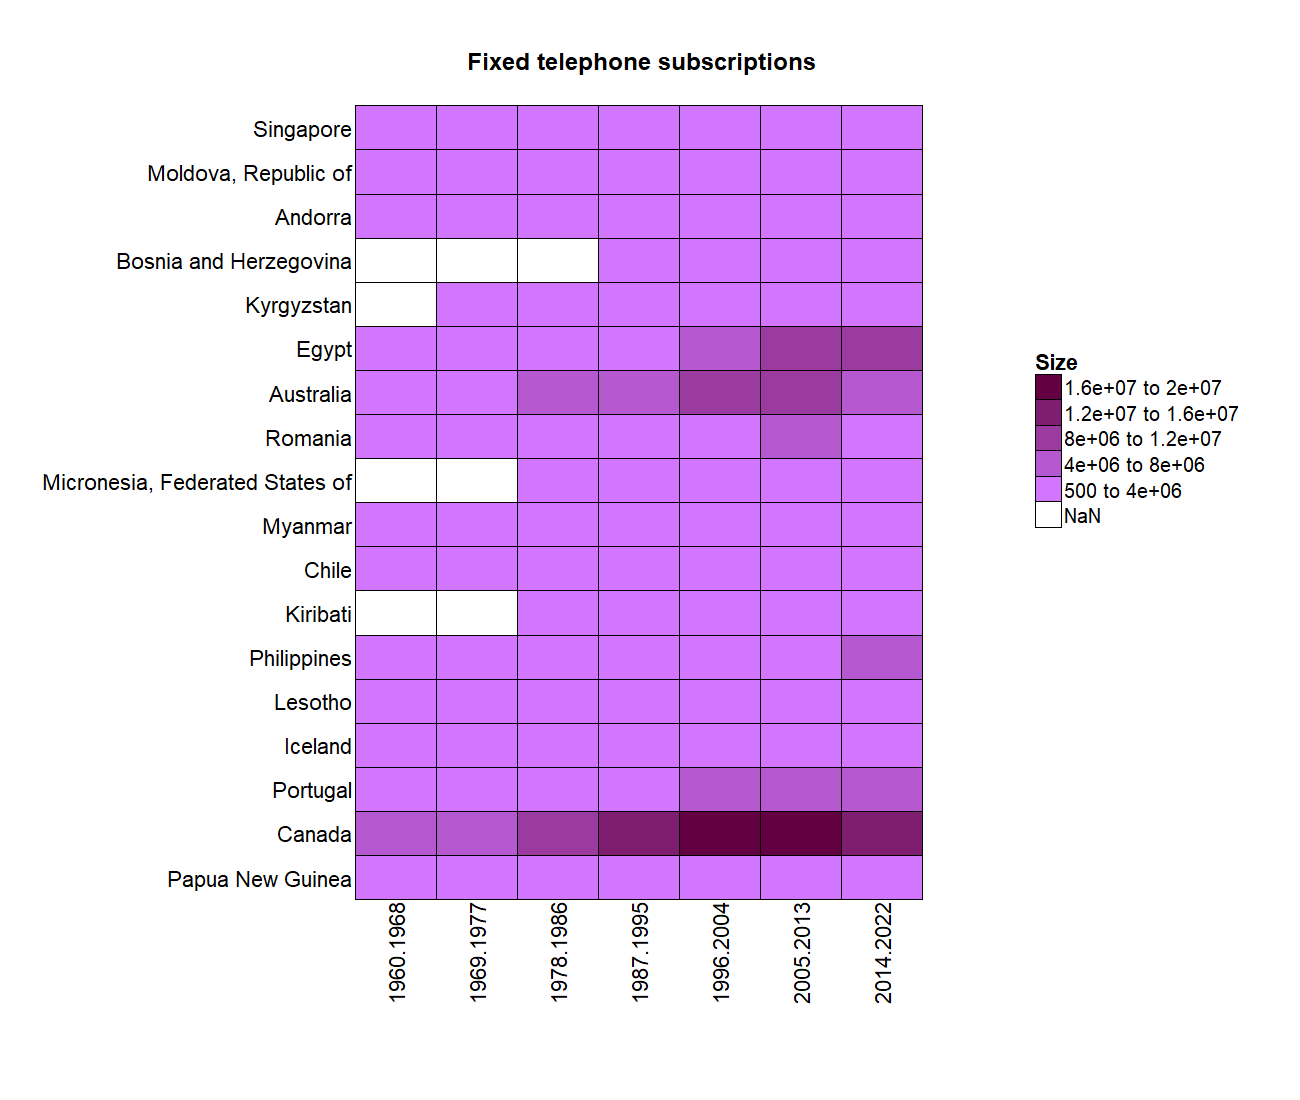 Fixed telephone subscriptions
Singapore
Moldova, Republic of
Andorra
Bosnia and Herzegovina
Kyrgyzstan
Egypt
Australia
Romania
Micronesia, Federated States of
Myanmar
Chile
Kiribati
Philippines
Lesotho
Iceland
Portugal
Canada
Papua New Guinea
1960.1968
1969.1977
1978.1986
1987.1995
1996.2004
2005.2013
2014.2022
Size
1.6e+07 to 2e+07
1.2e+07 to 1.6e+07
8e+06 to 1.2e+07
4e+06 to 8e+06
500 to 4e+06
NaN